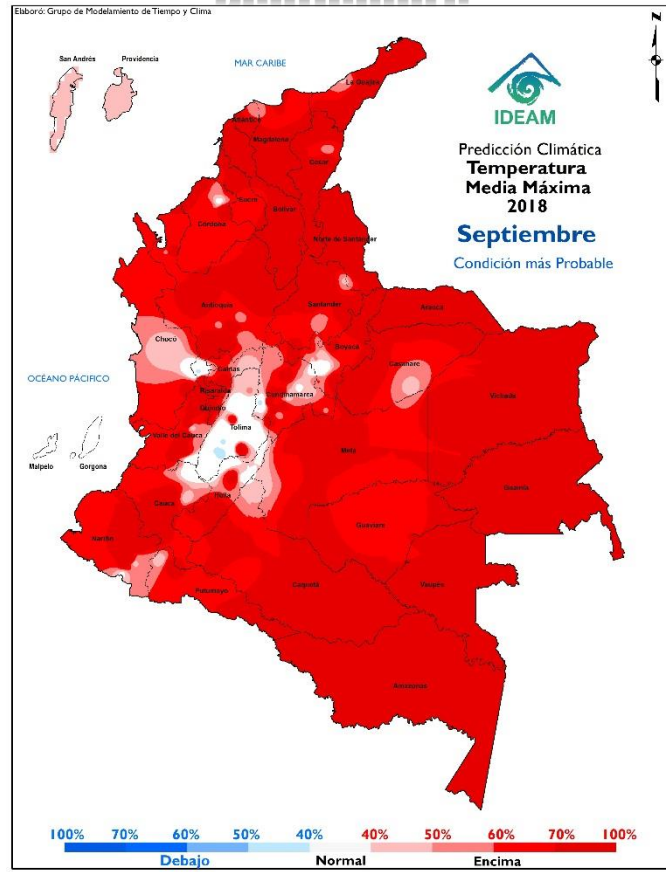 Elaboró: Grupo de Modelamiento de Tiempo y Clima
N
San Andrés
Providencia
MAR CARIBE
La Guajira
IDEAM
Atlántico
Magdalena
Cesar
Predicción Climática
Temperatura
Media Máxima
2018
Septiembre
Condición más Probable
Sucre
Córdoba
Bolívar
Norte de Santander
Antioquia
Santander
Arauca
Chocó
Boyacá
Caldas
Casanare
OCÉANO PÁCIFICO
Risaralda
Cundinamarca
Vichada
Quindío
Tolima
Valle del Cauca
Meta
Malpelo
Gorgona
Guainía
Huila
Cauca
Guaviare
Nariño
Putumayo
Caquetá
Vaupés
Amazonas
100% 70% 60% 50% 40% 40% 50% 60% 70% 100%
Debajo Normal Encima